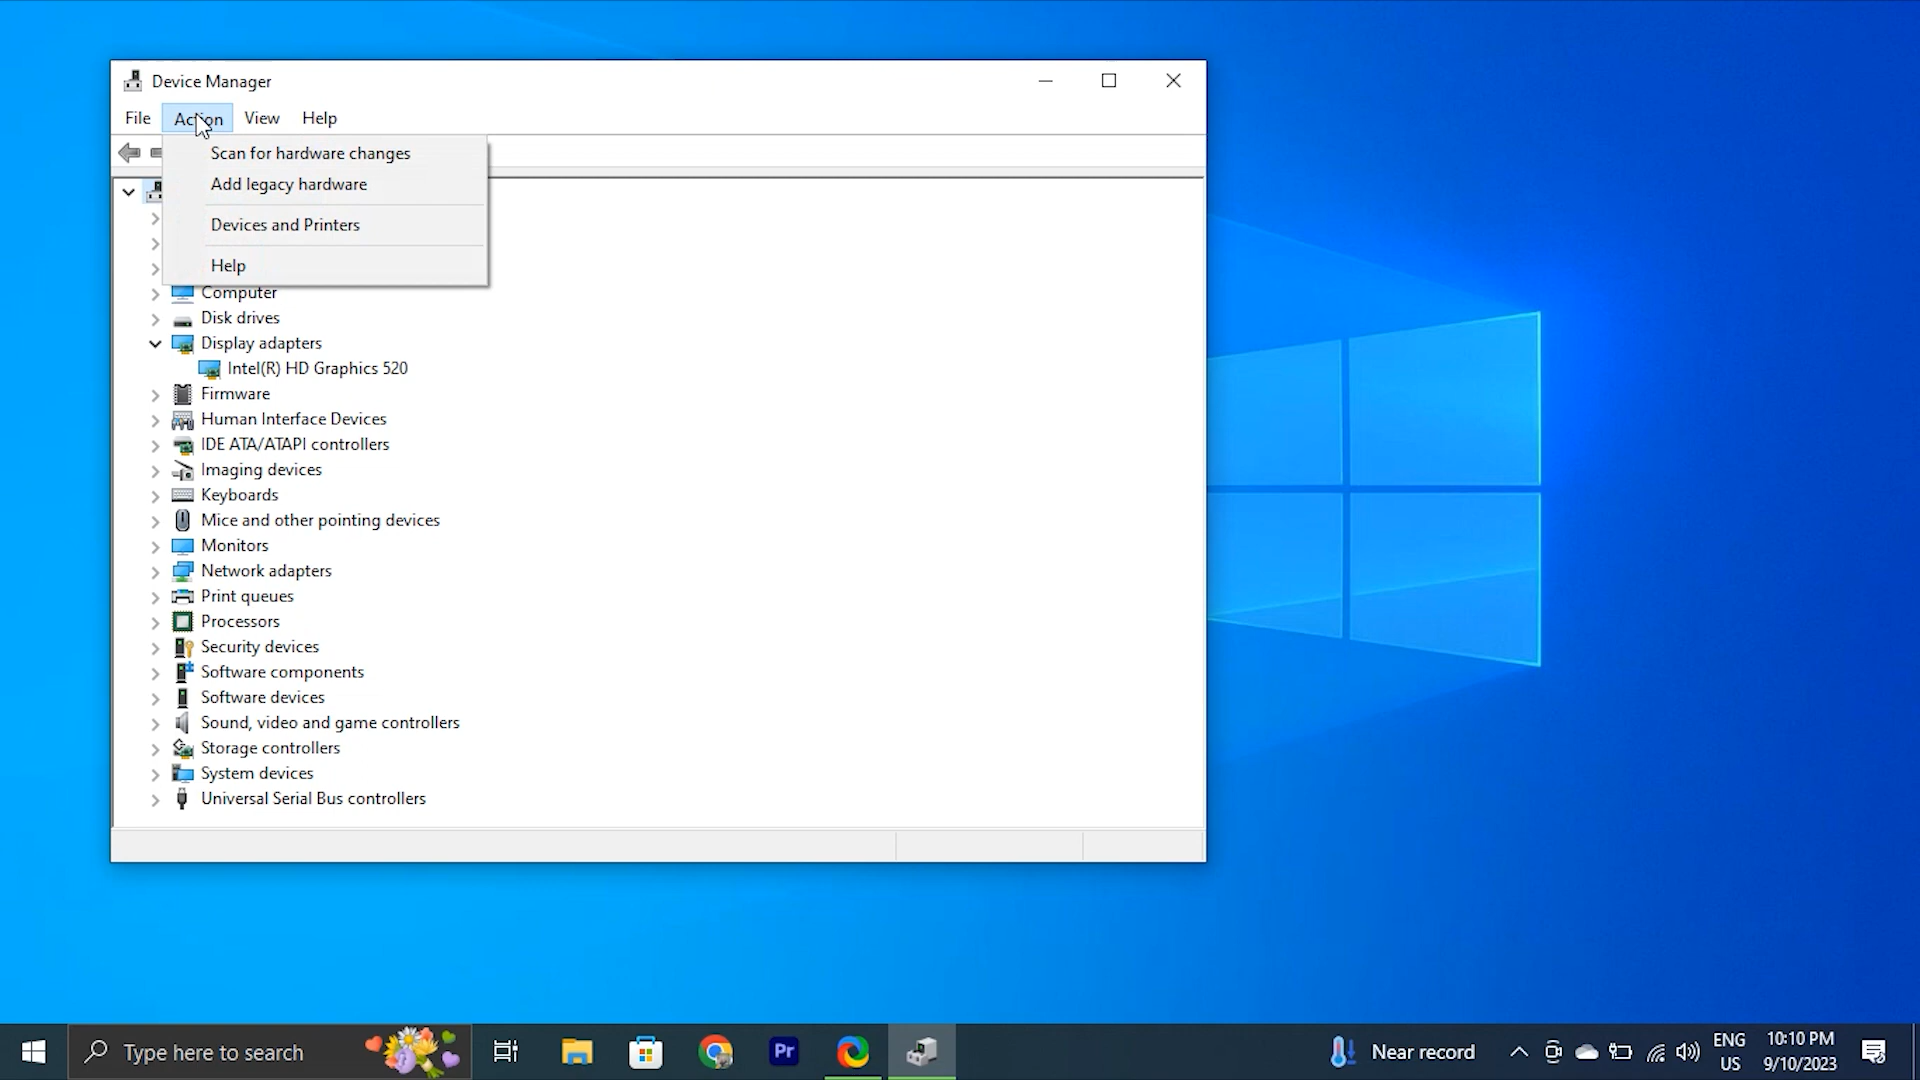 Device Manager
File Action View Help
Scan for hardware changes
Add legacy hardware
Devices and Printers
Help
Computer
Disk drives
Display adapters
Intel(R) HD Graphics 520
Firmware
Human Interface Devices
IDE ATA/ATAPI controllers
Imaging devices
Keyboards
Mice and other pointing devices
Monitors
Network adapters
Print queues
Processors
Security devices
Software components
Software devices
Sound, video and game controllers
Storage controllers
System devices
Universal Serial Bus controllers
Type here to search
Pr
Near record
ENG
US
10:10 PM
9/10/2023